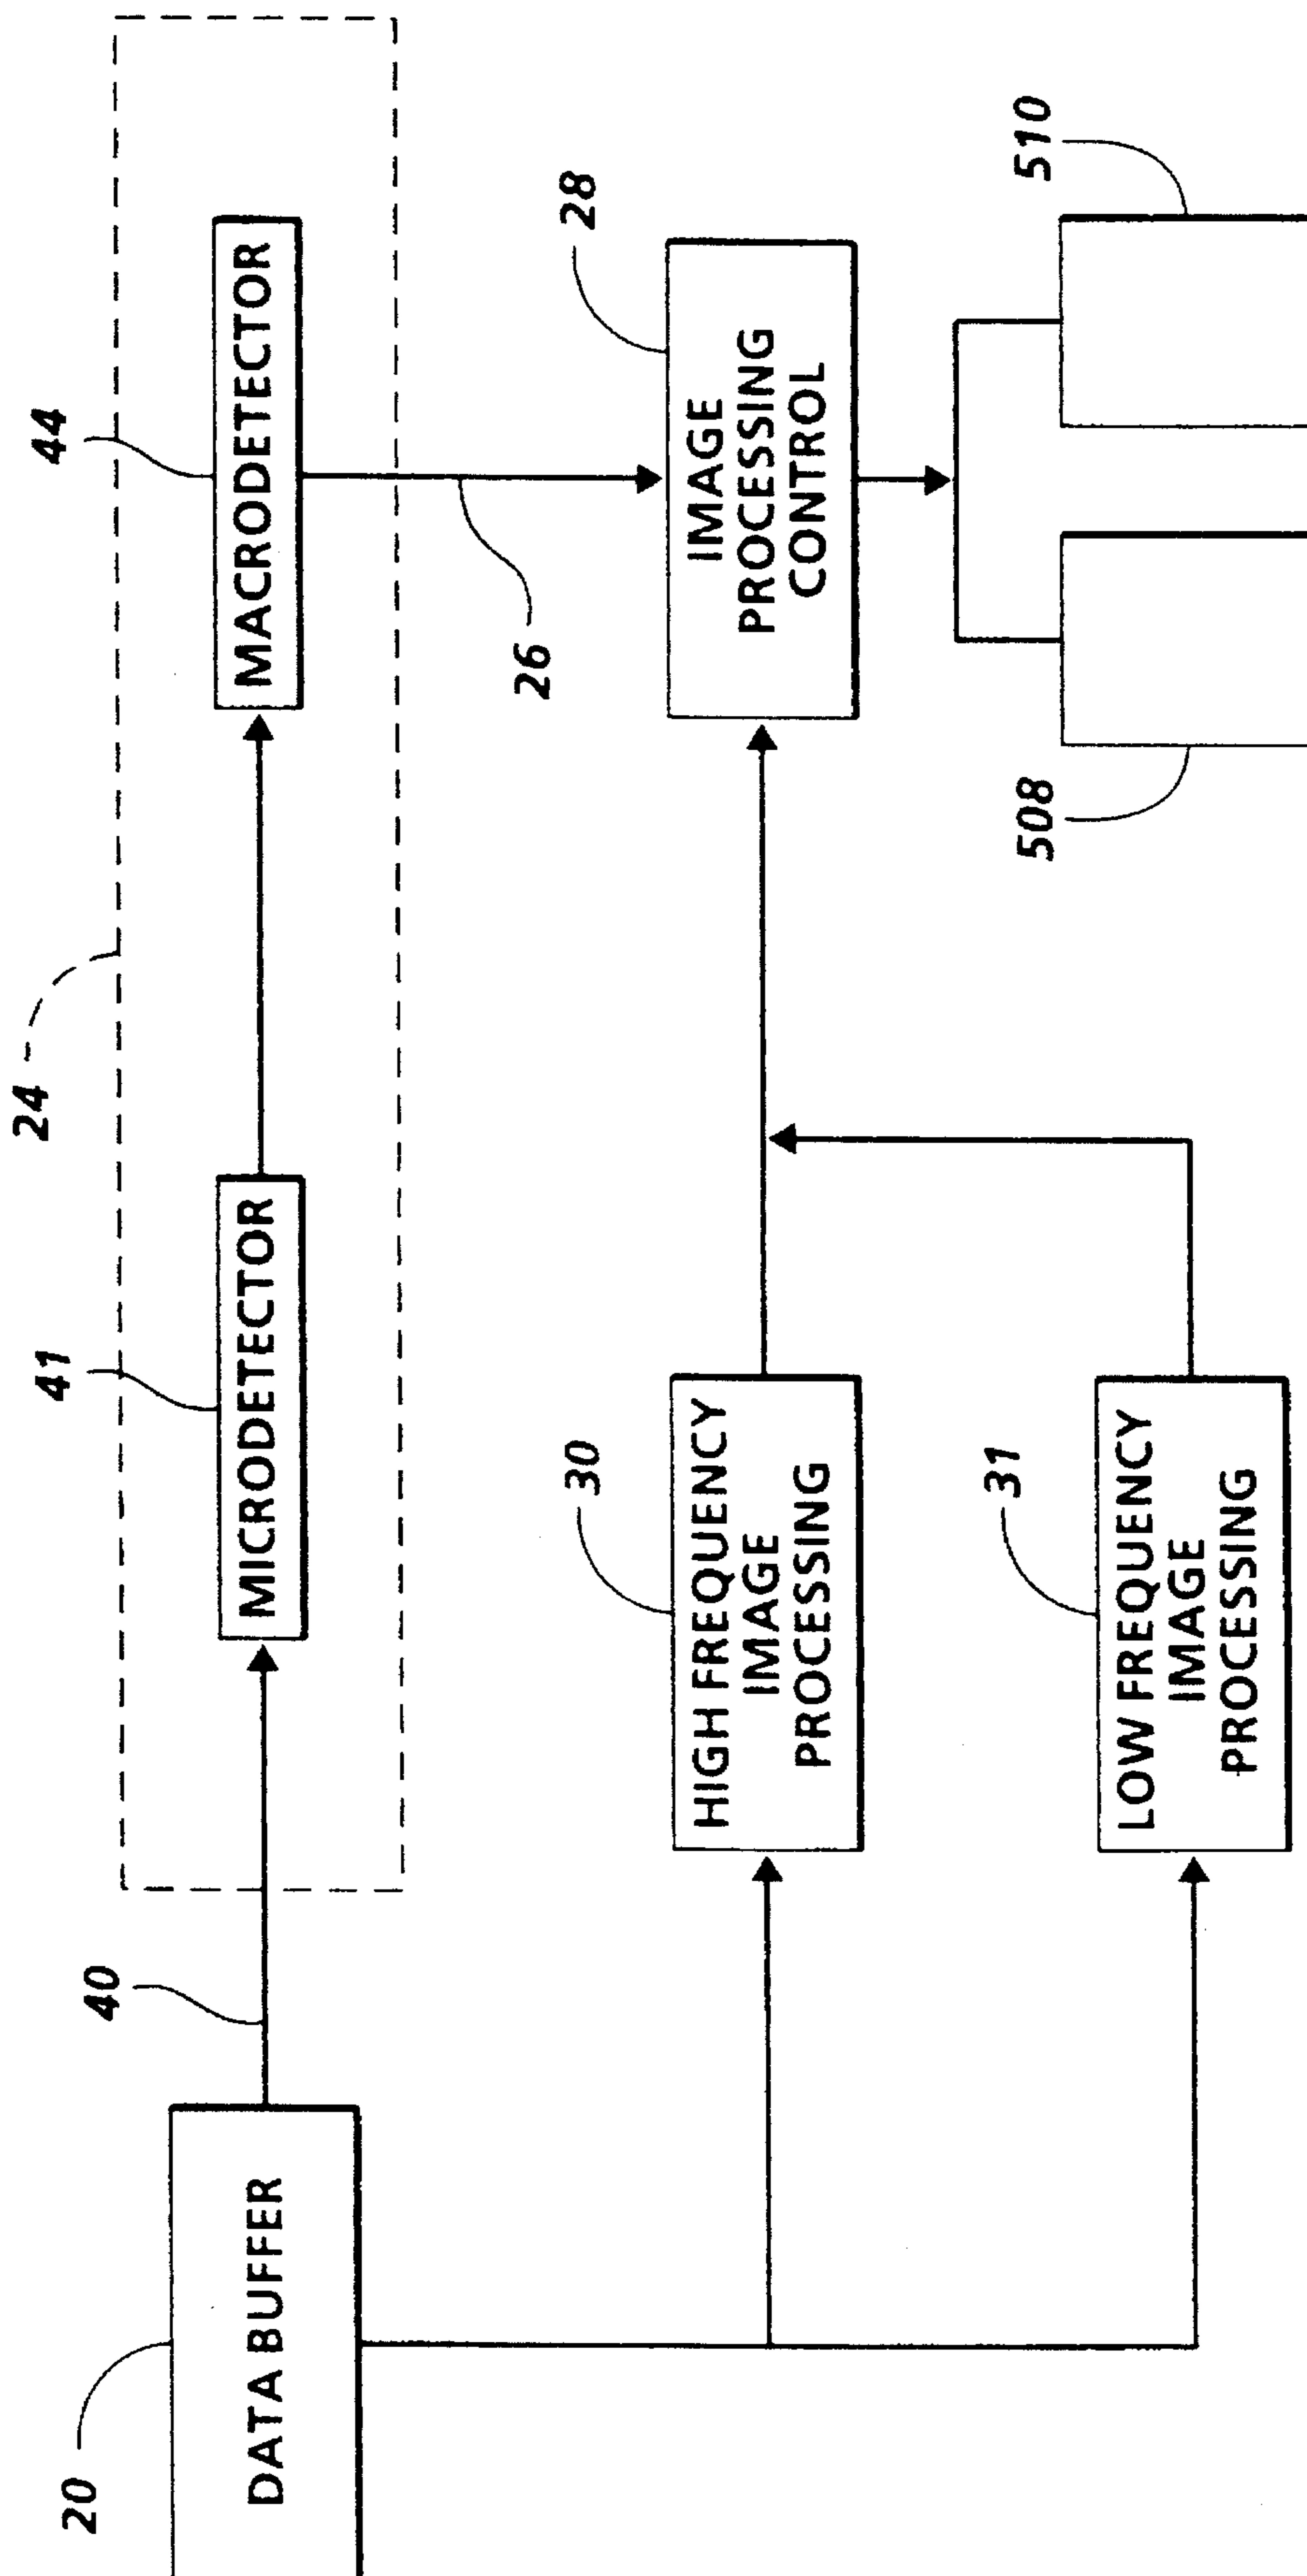 24
20
40
41
44
DATA BUFFER
MICRODETECTOR
MACRODETECTOR
26
30
28
HIGH FREQUENCY
IMAGE
PROCESSING
IMAGE
PROCESSING
CONTROL
31
LOW FREQUENCY
IMAGE
PROCESSING
508
510